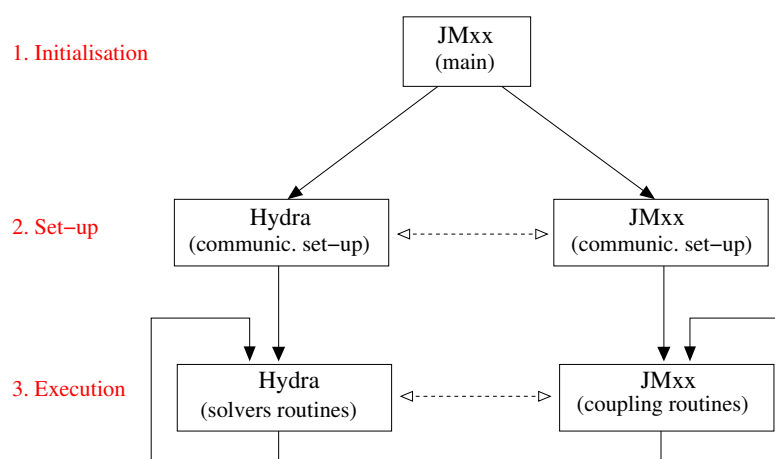 1. Initialisation
JMxx
(main)
2. Set−up
Hydra
(communic. set−up)
JMxx
(communic. set−up)
3. Execution
Hydra
(solvers routines)
JMxx
(coupling routines)